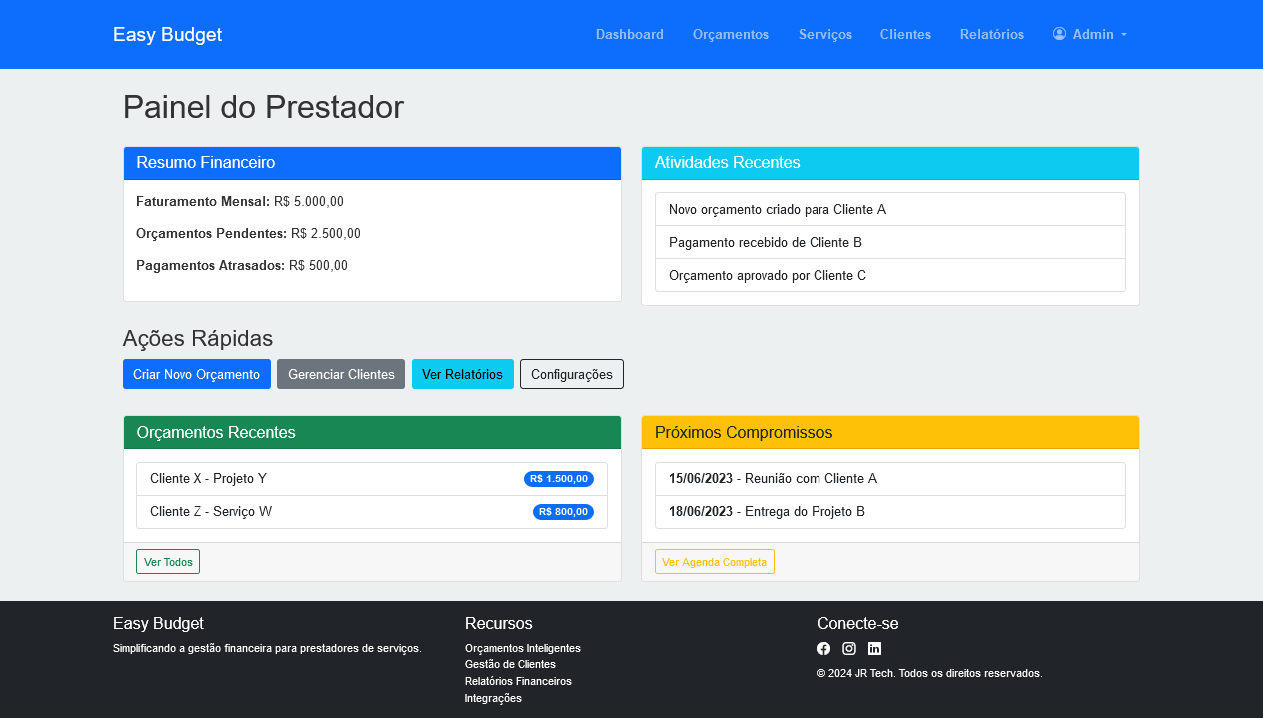 Easy Budget
Dashboard
Orçamentos
Serviços
Clientes
Relatórios
Admin
Painel do Prestador
Resumo Financeiro
Faturamento Mensal: R$ 5.000,00
Orçamentos Pendentes: R$ 2.500,00
Pagamentos Atrasados: R$ 500,00
Atividades Recentes
Novo orçamento criado para Cliente A
Pagamento recebido de Cliente B
Orçamento aprovado por Cliente C
Ações Rápidas
Criar Novo Orçamento
Gerenciar Clientes
Ver Relatórios
Configurações
Orçamentos Recentes
Cliente X - Projeto Y R$ 1.500,00
Cliente Z - Serviço W R$ 800,00
Ver Todos
Próximos Compromissos
15/06/2023 - Reunião com Cliente A
18/06/2023 - Entrega do Projeto B
Ver Agenda Completa
Easy Budget
Simplificando a gestão financeira para prestadores de serviços.
Recursos
Orçamentos Inteligentes
Gestão de Clientes
Relatórios Financeiros
Integrações
Conecte-se
© 2024 JR Tech. Todos os direitos reservados.